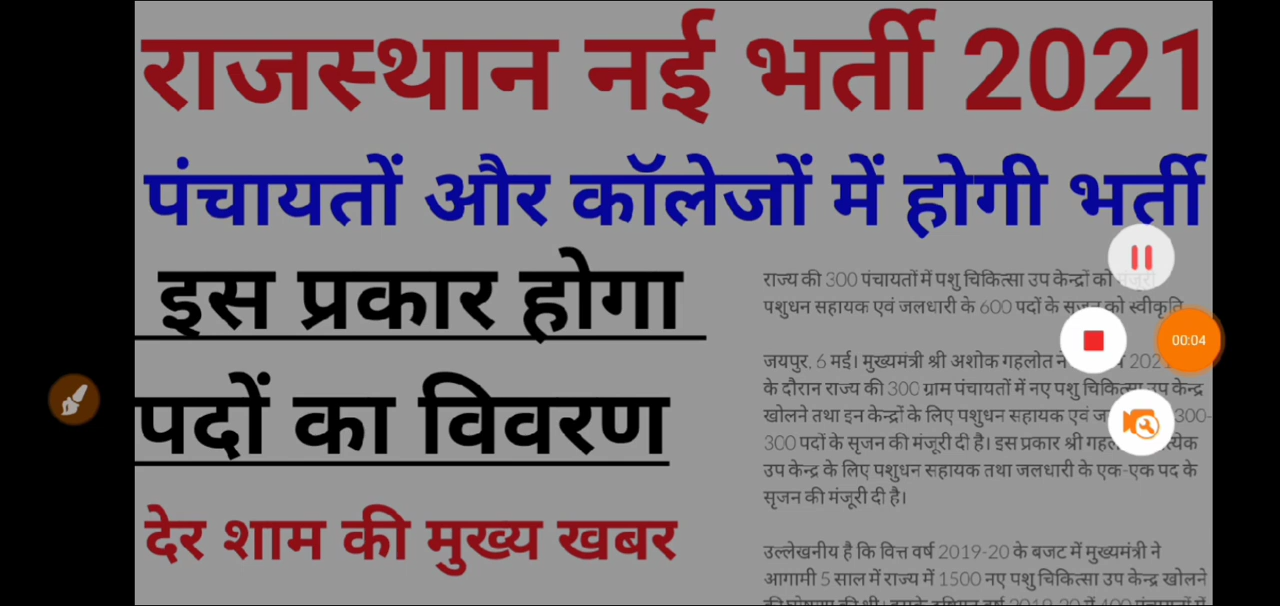 राजस्थान नई भर्ती 2021
पंचायतों और कॉलेजों में होगी भर्ती
इस प्रकार होगा
पदों का विवरण
देर शाम की मुख्य खबर
राज्य की 300 पंचायतों में पशु चिकित्सा उप केन्द्रों को मंजूरी
पशुधन सहायक एवं जलधारी के 600 पदों के सृजन को स्वीकृति
जयपुर, 6 मई। मुख्यमंत्री श्री अशोक गहलोत ने
के दौरान राज्य की 300 ग्राम पंचायतों में नए पशु चिकित्सा उप केन्द्र
खोलने तथा इन केन्द्रों के लिए पशुधन सहायक एवं 300-
300 पदों के सृजन की मंजूरी दी है। इस प्रकार श्री
उप केन्द्र के लिए पशुधन सहायक तथा जलधारी के एक-एक पद के
सृजन की मंजूरी दी है।
उल्लेखनीय है कि वित्त वर्ष 2019-20 के बजट में मुख्यमंत्री ने
आगामी 5 साल में राज्य में 1500 नए पशु चिकित्सा उप केन्द्र खोलने
00:04